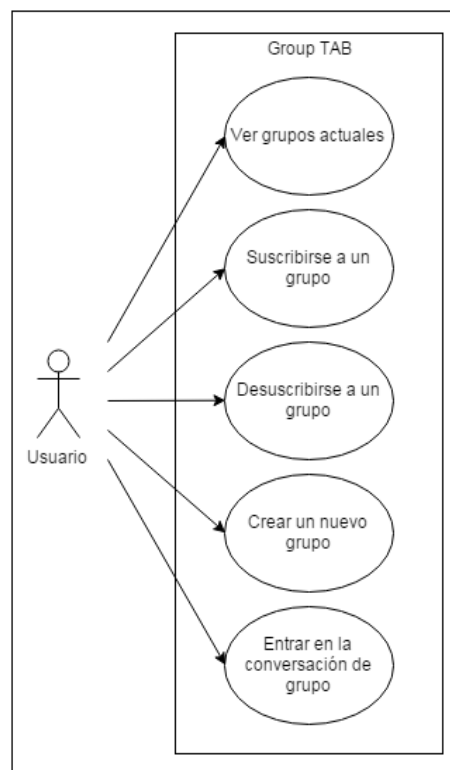 Group TAB
Ver grupos actuales
Suscribirse a un
grupo
Desuscribirse a un
grupo
Usuario
Crear un nuevo
grupo
Entrar en la
conversación de
grupo